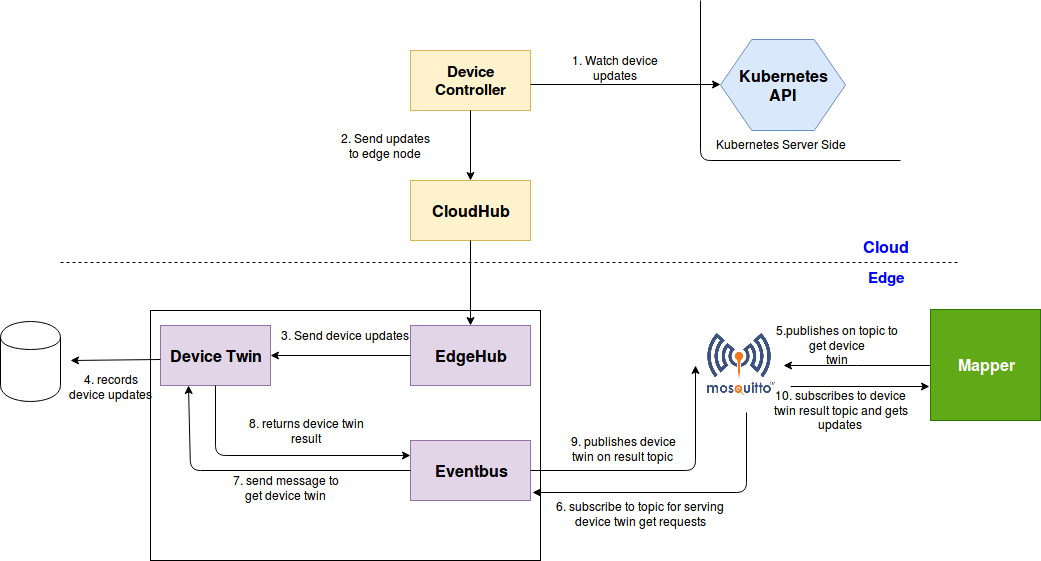 1. Watch device
updates
Device
Controller
Kubernetes
API
Kubernetes Server Side
2. Send updates
to edge node
CloudHub
Cloud
Edge
3. Send device updates
Device Twin
EdgeHub
4. records
device updates
5.publishes on topic to
get device
twin
mosquitto™
Mapper
10. subscribes to device
twin result topic and gets
updates
8. returns device twin
result
9. publishes device
twin on result topic
Eventbus
7. send message to
get device twin
6. subscribe to topic for serving
device twin get requests